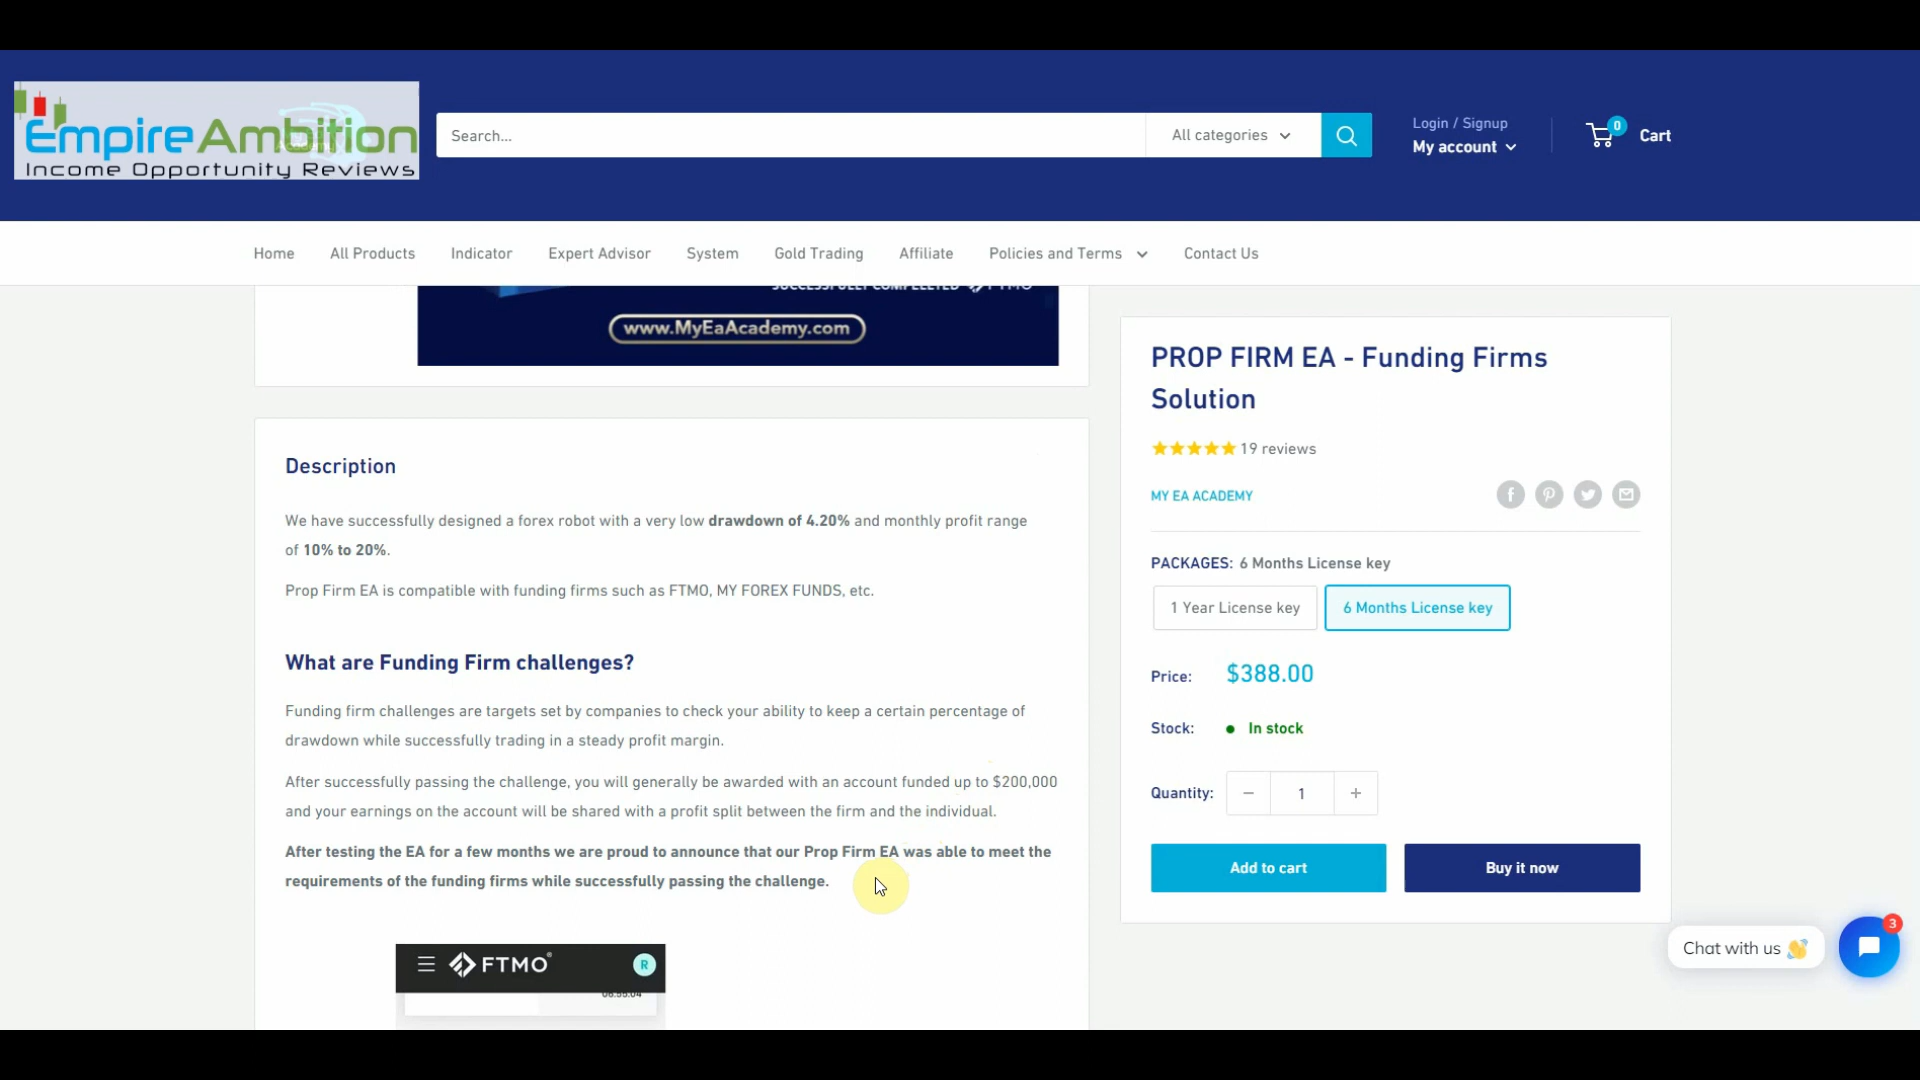 EmpireAmbition
Income Opportunity Reviews
Search...
All categories
Login / Signup
My account
0
Cart
Home
All Products
Indicator
Expert Advisor
System
Gold Trading
Affiliate
Policies and Terms
Contact Us
SUCCESSFULLY COMPLETED FTMO
www.MyEaAcademy.com
Description
We have successfully designed a forex robot with a very low drawdown of 4.20% and monthly profit range
of 10% to 20%.
Prop Firm EA is compatible with funding firms such as FTMO, MY FOREX FUNDS, etc.
What are Funding Firm challenges?
Funding firm challenges are targets set by companies to check your ability to keep a certain percentage of
drawdown while successfully trading in a steady profit margin.
After successfully passing the challenge, you will generally be awarded with an account funded up to $200,000
and your earnings on the account will be shared with a profit split between the firm and the individual.
After testing the EA for a few months we are proud to announce that our Prop Firm EA was able to meet the
requirements of the funding firms while successfully passing the challenge.
FTMO®
R
PROP FIRM EA - Funding Firms
Solution
19 reviews
MY EA ACADEMY
PACKAGES: 6 Months License key
1 Year License key
6 Months License key
Price: $388.00
Stock: In stock
Quantity: 1
Add to cart
Buy it now
Chat with us
3